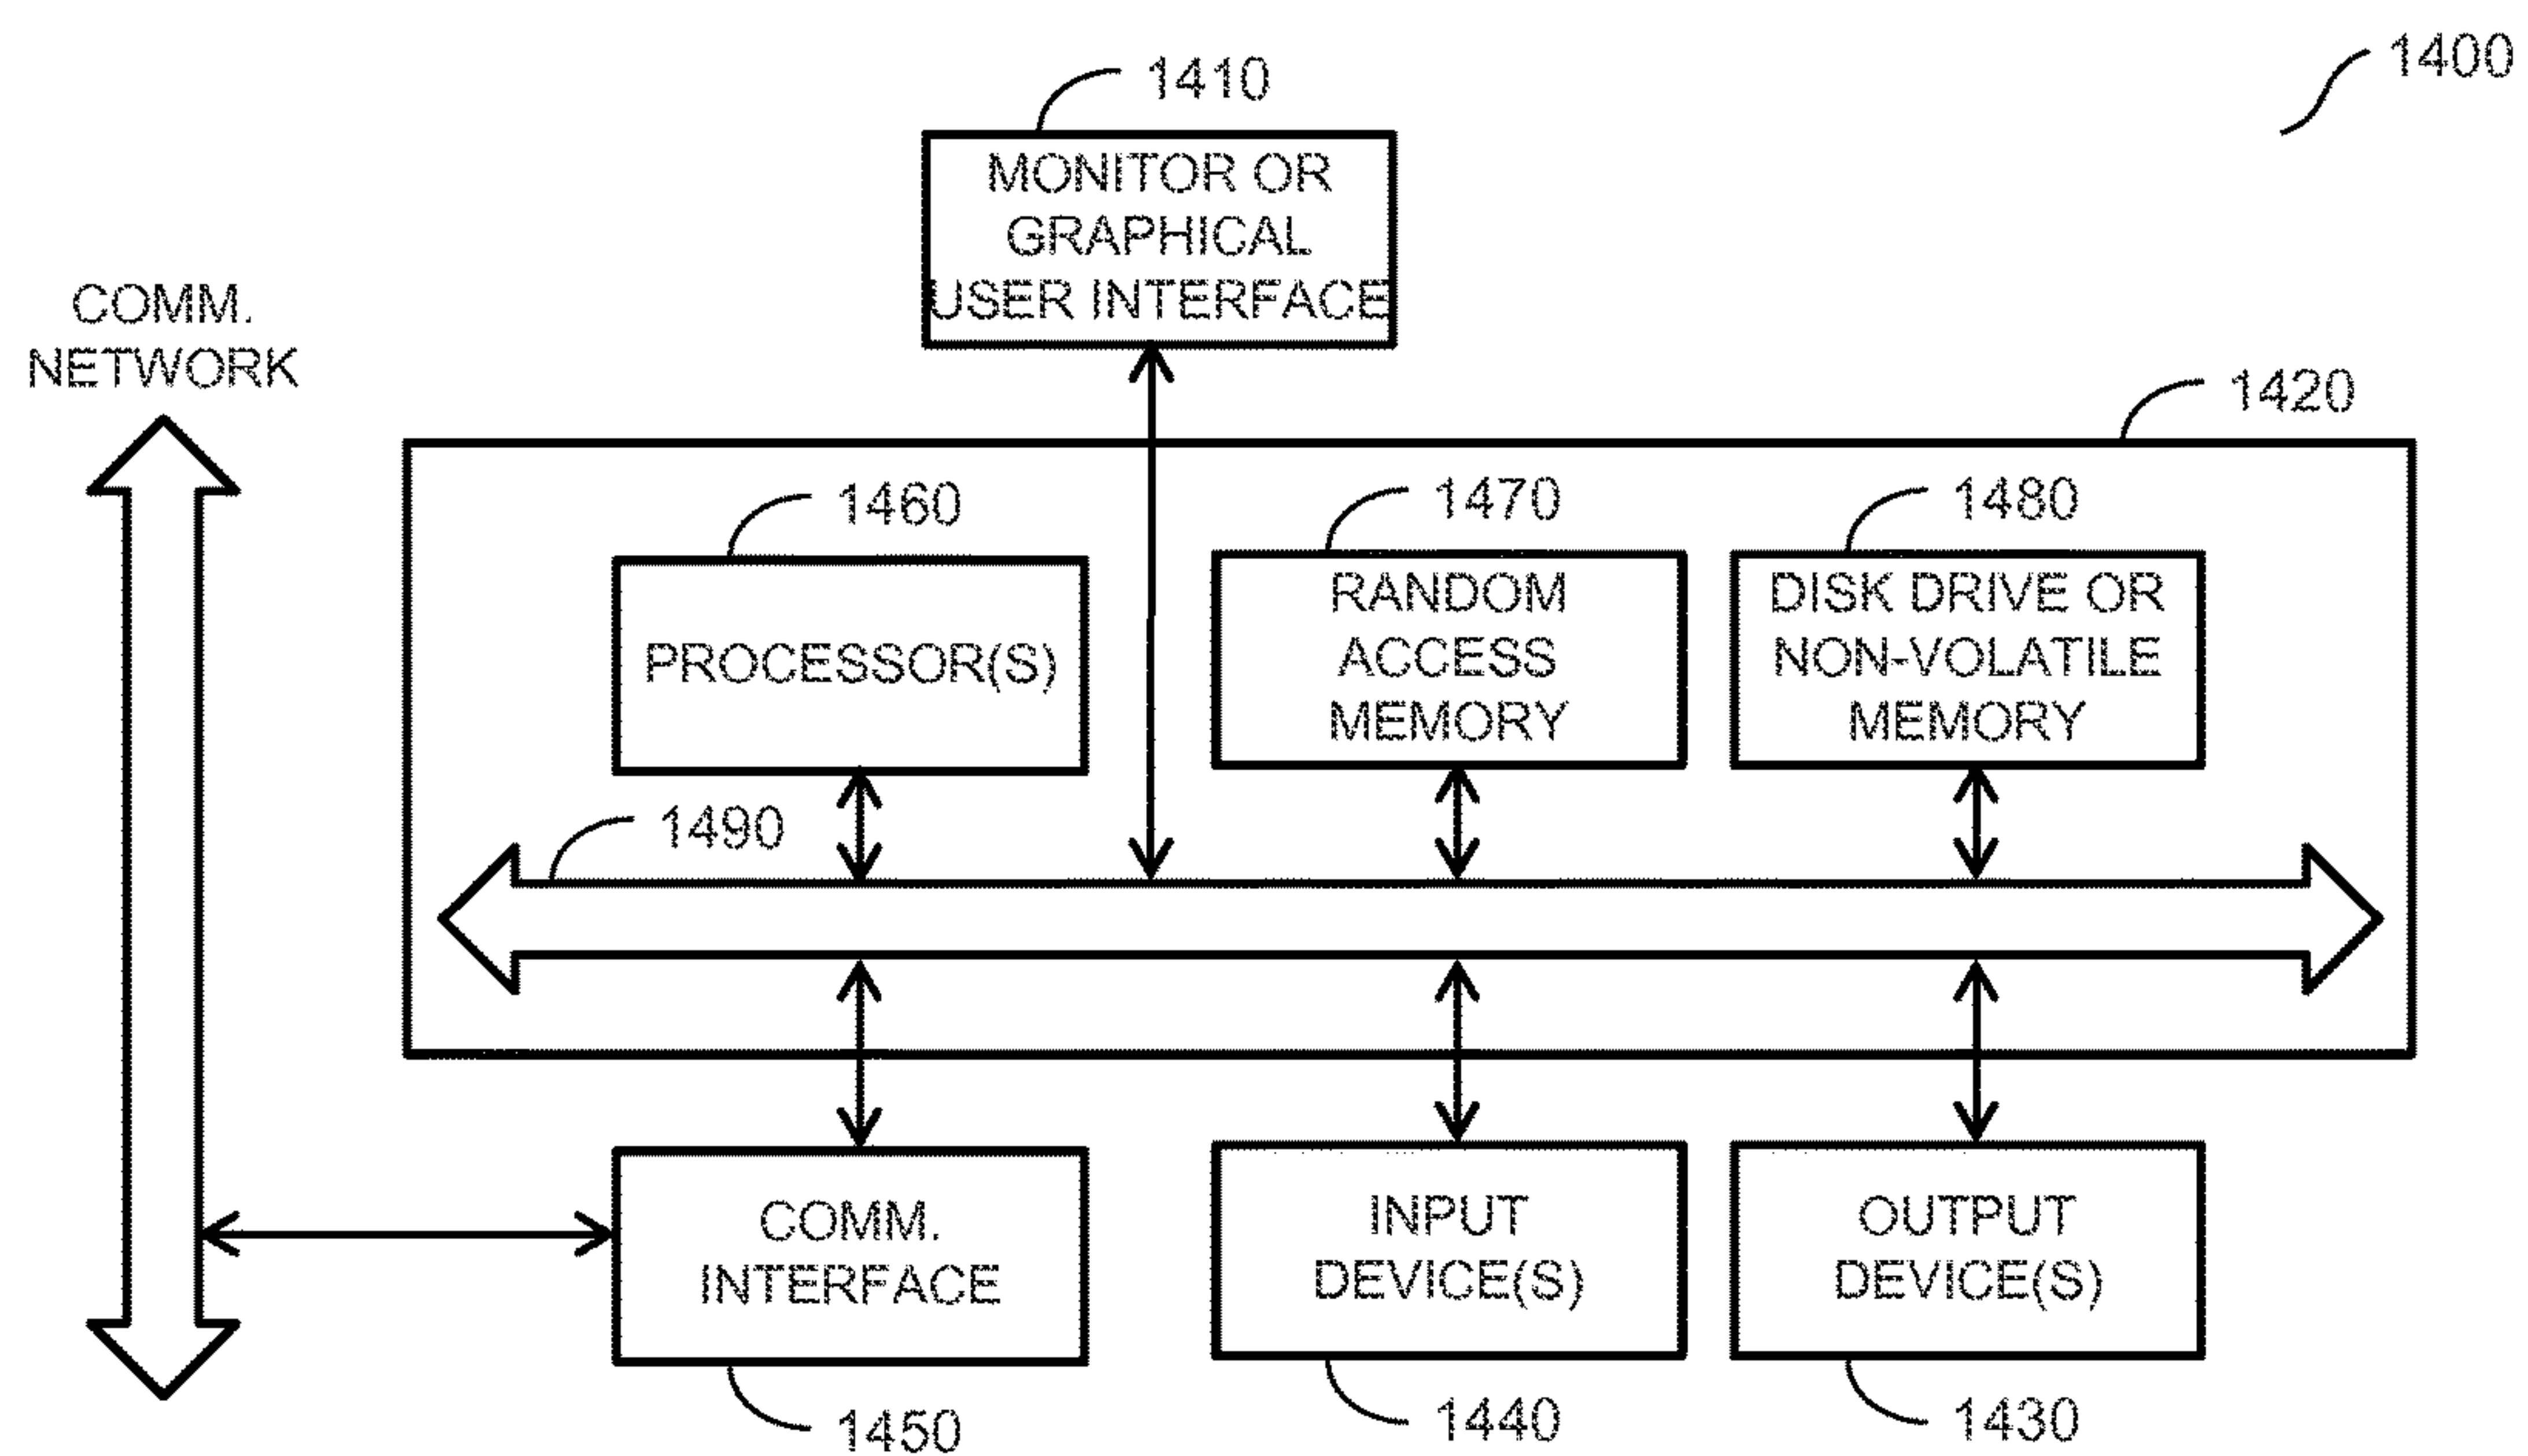 1400
1410
MONITOR OR
GRAPHICAL
USER INTERFACE
COMM.
NETWORK
1420
1460
1470
1480
PROCESSOR(S)
RANDOM
ACCESS
MEMORY
DISK DRIVE OR
NON-VOLATILE
MEMORY
1490
COMM.
INTERFACE
INPUT
DEVICE(S)
OUTPUT
DEVICE(S)
1450
1440
1430